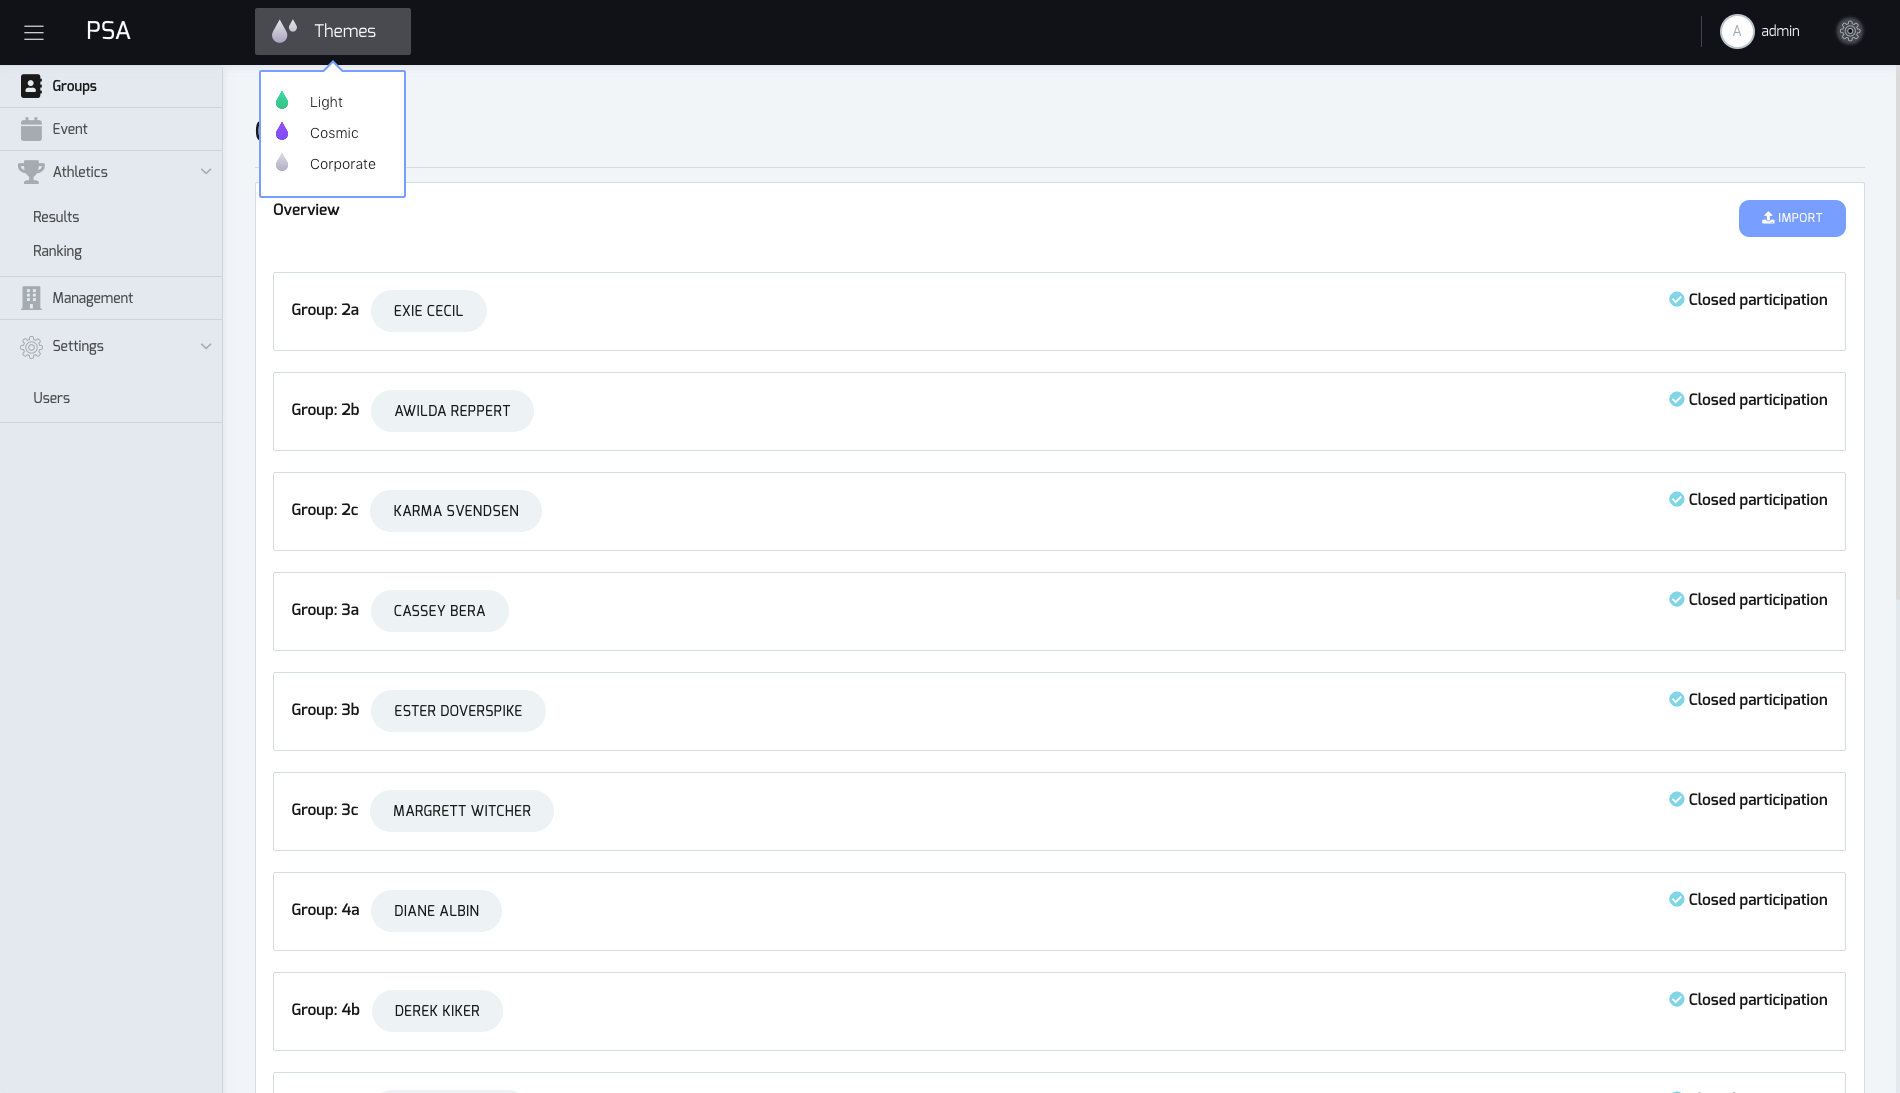 PSA
Themes
A
admin
Light
Cosmic
Corporate
Groups
Event
Athletics
Results
Ranking
Management
Settings
Users
Overview
IMPORT
Group: 2a
EXIE CECIL
Closed participation
Group: 2b
AWILDA REPPERT
Closed participation
Group: 2c
KARMA SVENDSEN
Closed participation
Group: 3a
CASSEY BERA
Closed participation
Group: 3b
ESTER DOVERSPIKE
Closed participation
Group: 3c
MARGRETT WITCHER
Closed participation
Group: 4a
DIANE ALBIN
Closed participation
Group: 4b
DEREK KIKER
Closed participation